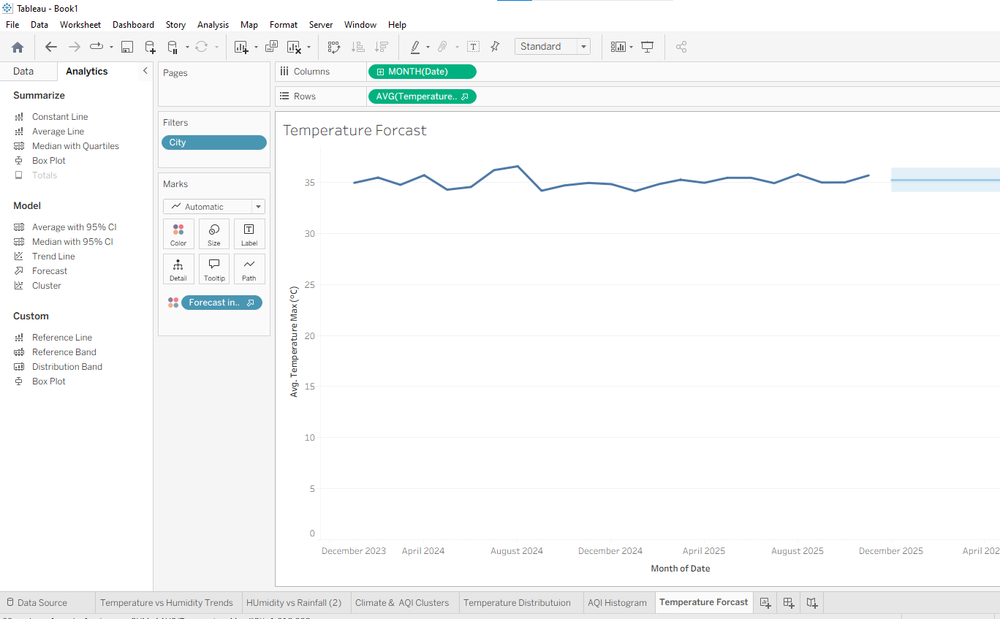 Tableau - Book1
File Data Worksheet Dashboard Story Analysis Map Format Server Window Help
Standard
Data Analytics
Summarize
Constant Line
Average Line
Median with Quartiles
Box Plot
Totals
Model
Average with 95% CI
Median with 95% CI
Trend Line
Forecast
Cluster
Custom
Reference Line
Reference Band
Distribution Band
Box Plot
Pages
Filters
City
Marks
Automatic
Color Size Label
Detail Tooltip Path
Forecast in..
Columns MONTH(Date)
Rows AVG(Temperature..
Temperature Forcast
35
30
25
20
15
10
5
0
Avg. Temperature Max (°C)
December 2023 April 2024 August 2024 December 2024 April 2025 August 2025 December 2025 April 202
Month of Date
Data Source Temperature vs Humidity Trends HUmidity vs Rainfall (2) Climate & AQI Clusters Temperature Distributuion AQI Histogram Temperature Forcast